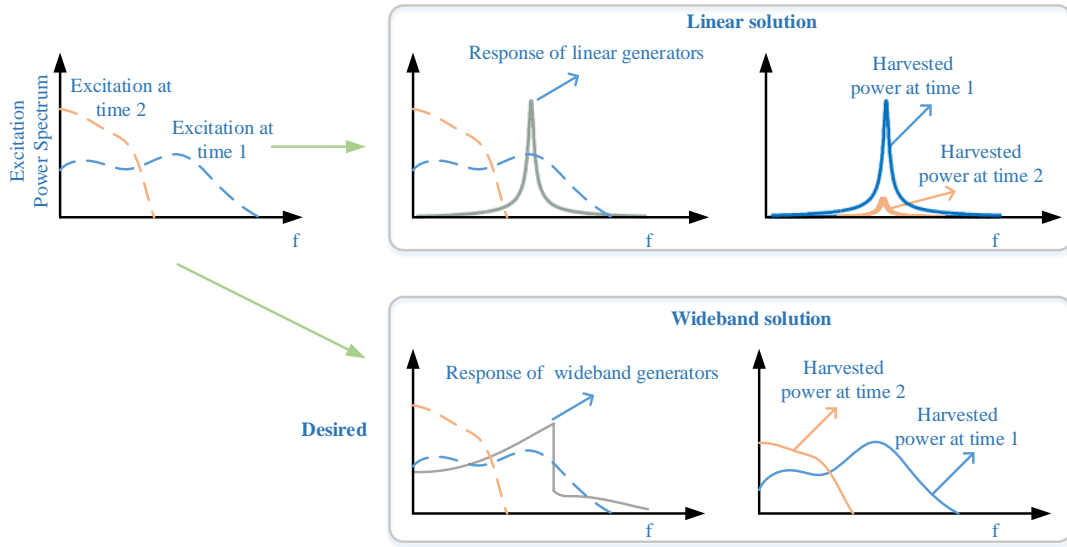 Excitation
Power Spectrum
Excitation at
time 2
Excitation at
time 1
f
Linear solution
Response of linear generators
f
Harvested
power at time 1
Harvested
power at time 2
f
Desired
Wideband solution
Response of wideband generators
f
Harvested
power at time 2
Harvested
power at time 1
f